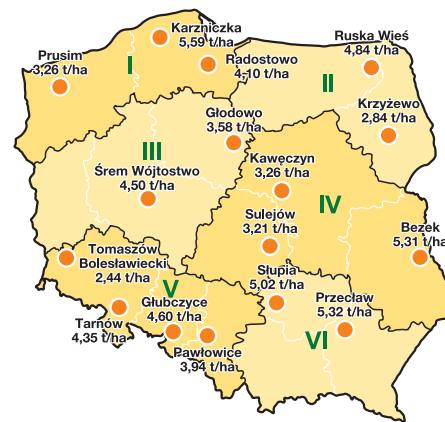 Karzniczka
5,59 t/ha
Ruska Wieś
4,84 t/ha
Prusim
3,26 t/ha
I
Radostowo
4,10 t/ha
II
Krzyżewo
2,84 t/ha
Głodowo
3,58 t/ha
III
Kawęczyn
3,26 t/ha
Śrem Wójtostwo
4,50 t/ha
IV
Sulejów
3,21 t/ha
Bezek
5,31 t/ha
Tomaszów
Bolesławiecki
2,44 t/ha
V
Słupia
5,02 t/ha
Głubczyce
4,60 t/ha
Przecław
5,32 t/ha
Tarnów
4,35 t/ha
VI
Pawłowice
3,94 t/ha